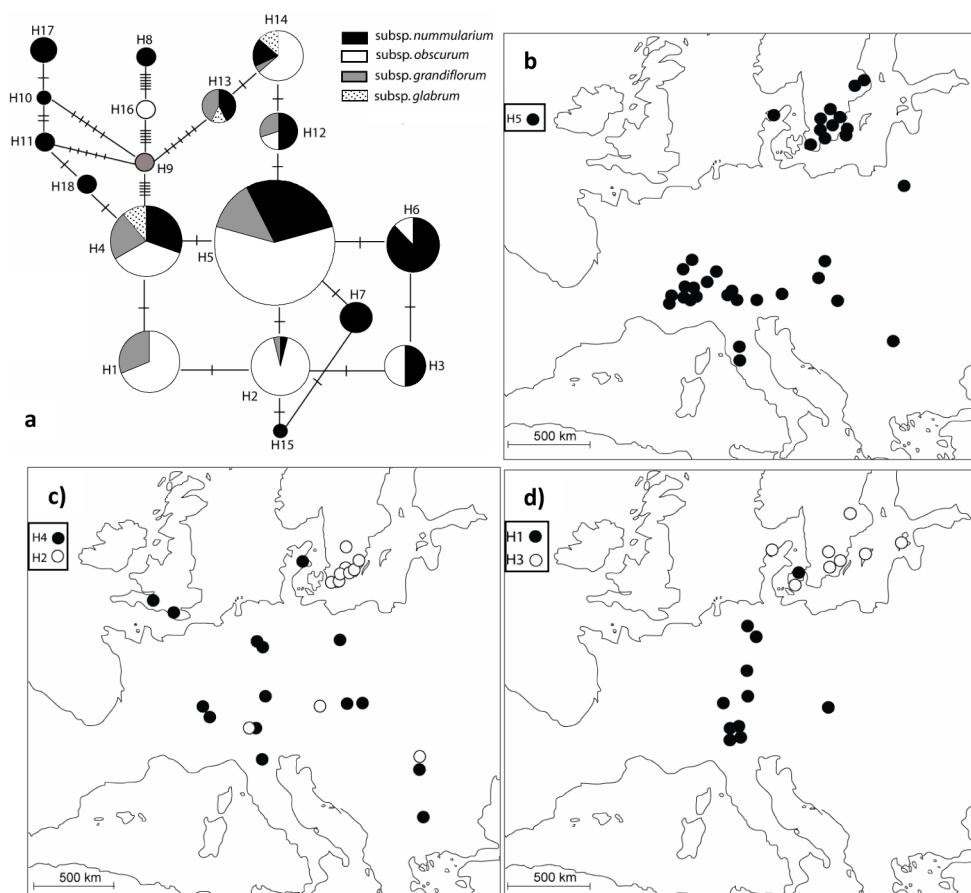 H17
H8
H14
subsp. nummularium
subsp. obscurum
subsp. grandiflorum
subsp. glabrum
H13
H10
H16
H12
H11
H9
H18
H6
H4
H5
H7
H1
H2
H3
H15
a
b
H5
500 km
c)
H4
H2
500 km
d)
H1
H3
500 km